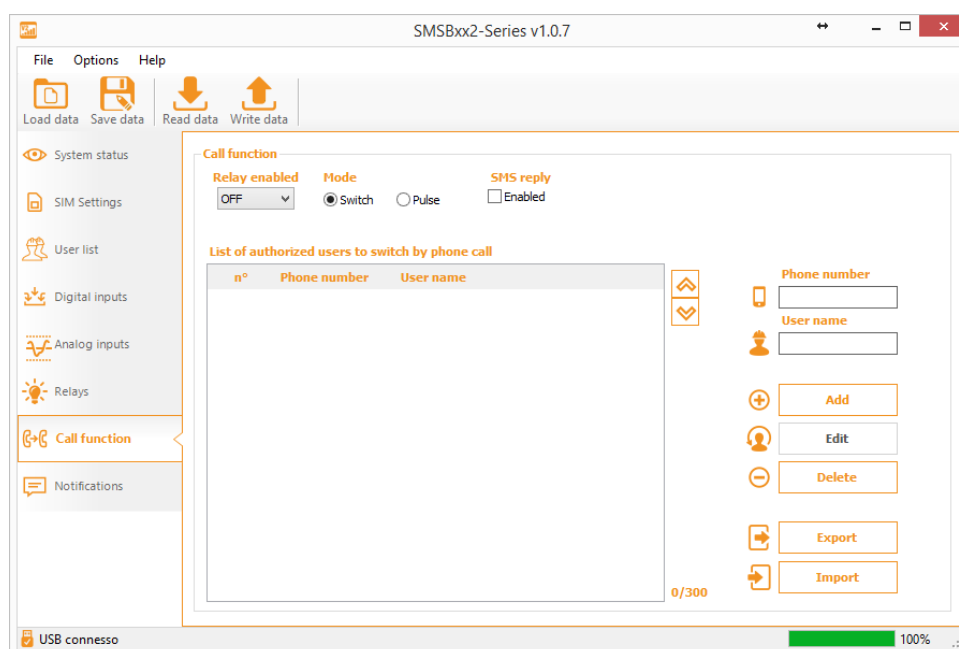 SMSBxx2-Series v1.0.7
File Options Help
Load data Save data Read data Write data
System status
SIM Settings
User list
Digital inputs
Analog inputs
Relays
Call function
Notifications
Call function
Relay enabled Mode SMS reply
OFF Switch Pulse Enabled
List of authorized users to switch by phone call
n° Phone number User name
Phone number
User name
Add
Edit
Delete
Export
Import
0/300
USB connesso 100%